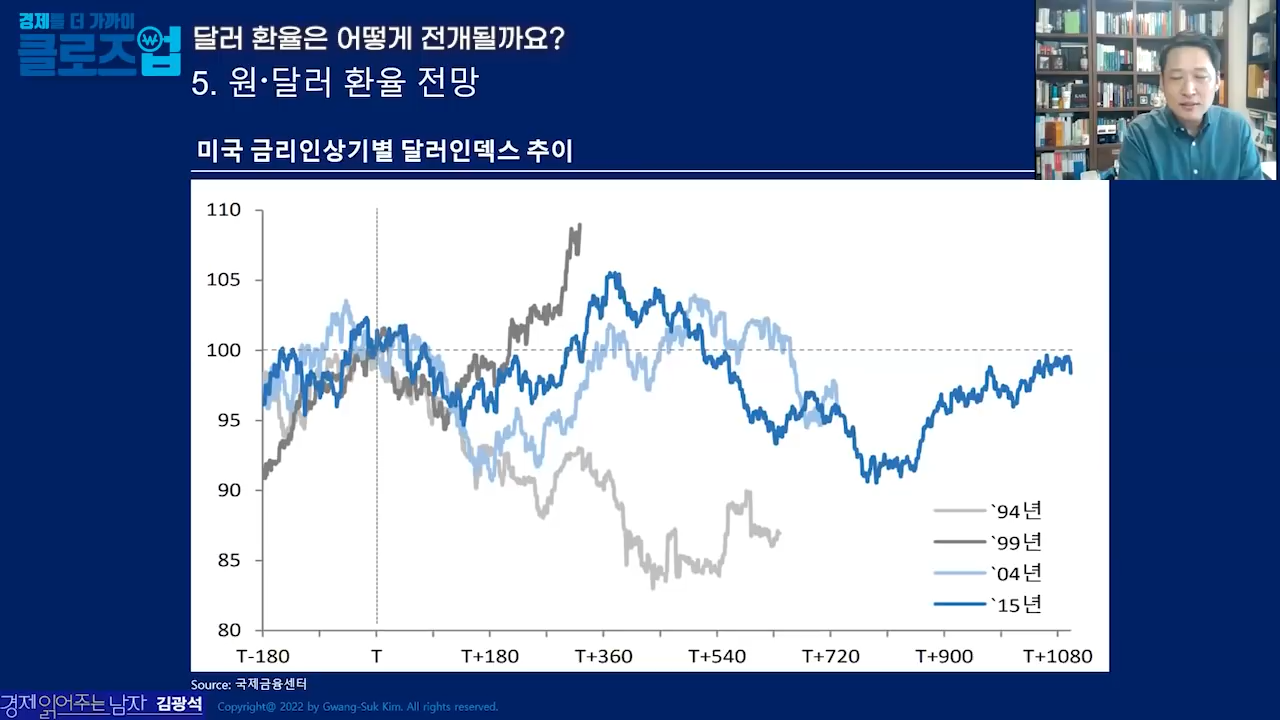 경제를 더 가까이
클로즈업
달러 환율은 어떻게 전개될까요?
5. 원·달러 환율 전망
미국 금리인상기별 달러인덱스 추이
110
105
100
95
90
85
80
T-180 T T+180 T+360 T+540 T+720 T+900 T+1080
`94년
`99년
`04년
`15년
Source: 국제금융센터
경제 읽어주는 남자 김광석
Copyright@ 2022 by Gwang-Suk Kim. All rights reserved.